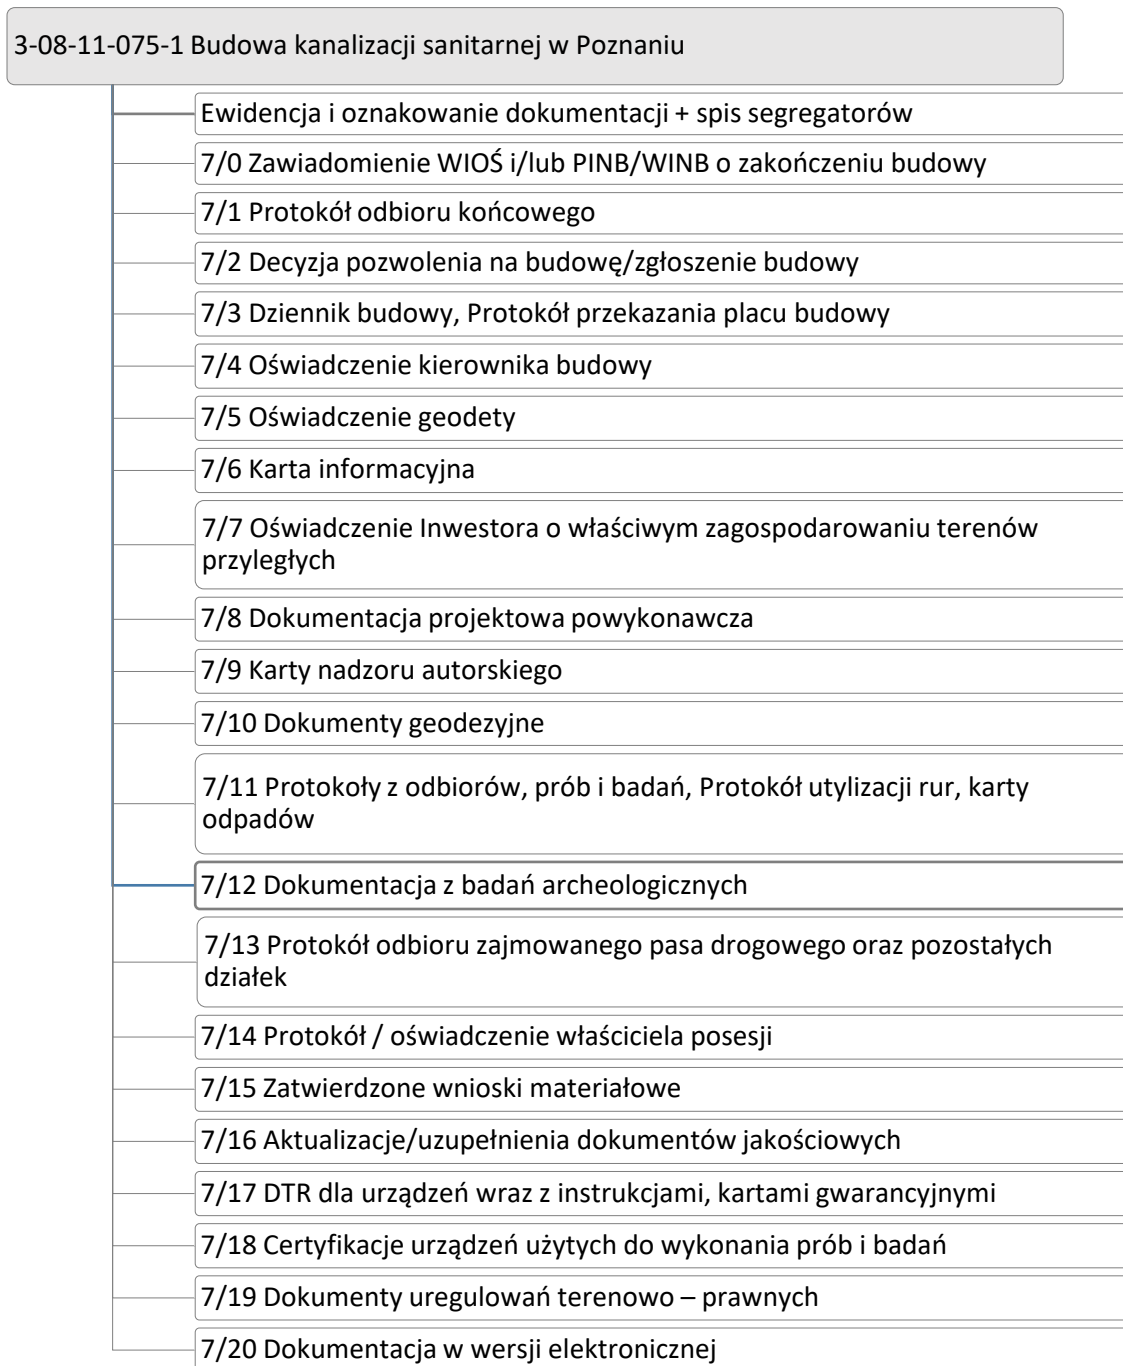 3-08-11-075-1 Budowa kanalizacji sanitarnej w Poznaniu
Ewidencja i oznakowanie dokumentacji + spis segregatorów
7/0 Zawiadomienie WIOŚ i/lub PINB/WINB o zakończeniu budowy
7/1 Protokół odbioru końcowego
7/2 Decyzja pozwolenia na budowę/zgłoszenie budowy
7/3 Dziennik budowy, Protokół przekazania placu budowy
7/4 Oświadczenie kierownika budowy
7/5 Oświadczenie geodety
7/6 Karta informacyjna
7/7 Oświadczenie Inwestora o właściwym zagospodarowaniu terenów
przyległych
7/8 Dokumentacja projektowa powykonawcza
7/9 Karty nadzoru autorskiego
7/10 Dokumenty geodezyjne
7/11 Protokoły z odbiorów, prób i badań, Protokół utylizacji rur, karty
odpadów
7/12 Dokumentacja z badań archeologicznych
7/13 Protokół odbioru zajmowanego pasa drogowego oraz pozostałych
działek
7/14 Protokół / oświadczenie właściciela posesji
7/15 Zatwierdzone wnioski materiałowe
7/16 Aktualizacje/uzupełnienia dokumentów jakościowych
7/17 DTR dla urządzeń wraz z instrukcjami, kartami gwarancyjnymi
7/18 Certyfikacje urządzeń użytych do wykonania prób i badań
7/19 Dokumenty uregulowań terenowo – prawnych
7/20 Dokumentacja w wersji elektronicznej